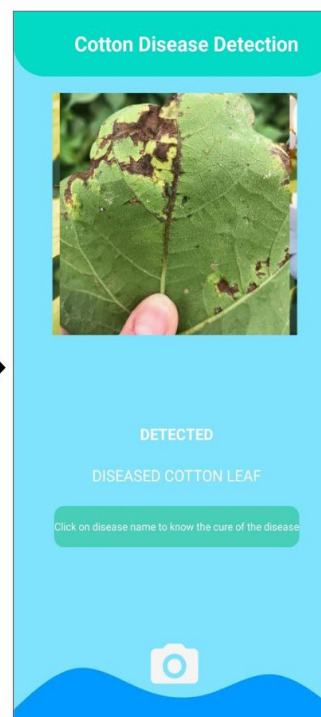 Cotton Disease Detection
DETECTED
DISEASED COTTON LEAF
Click on disease name to know the cure of the disease